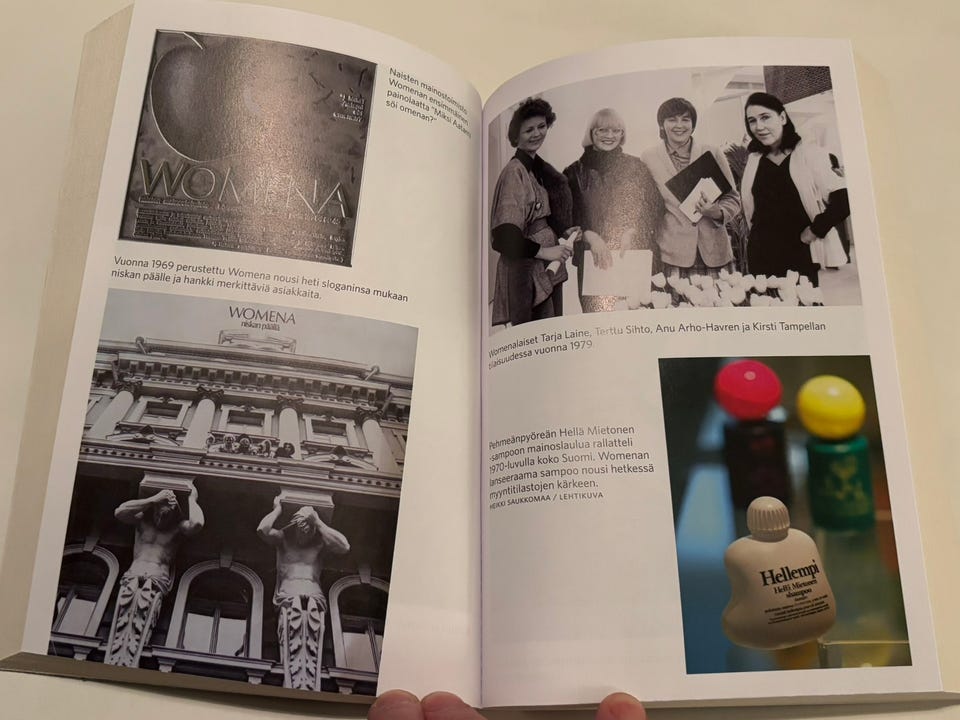 Naisten mainostoimisto
Womenan ensimmäinen
painolaatta "Miksi Aatami
söi omenan?"
WOMENA
Vuonna 1969 perustettu Womena nousi heti sloganinsa mukaan
niskan päälle ja hankki merkittäviä asiakkaita.
WOMENA
niskan päällä
Womenalaiset Tarja Laine, Terttu Sihto, Anu Arho-Havren ja Kirsti Tampellan
tilaisuudessa vuonna 1979.
Pehmeänpyöreän Hellä Mietonen
-sampoon mainoslaulua rallatteli
1970-luvulla koko Suomi. Womenan
lanseeraama sampoo nousi hetkessä
myyntitilastojen kärkeen.
HEIKKI SAUKKOMAA / LEHTIKUVA
Hellempi
Hellä Mietonen
shampoo